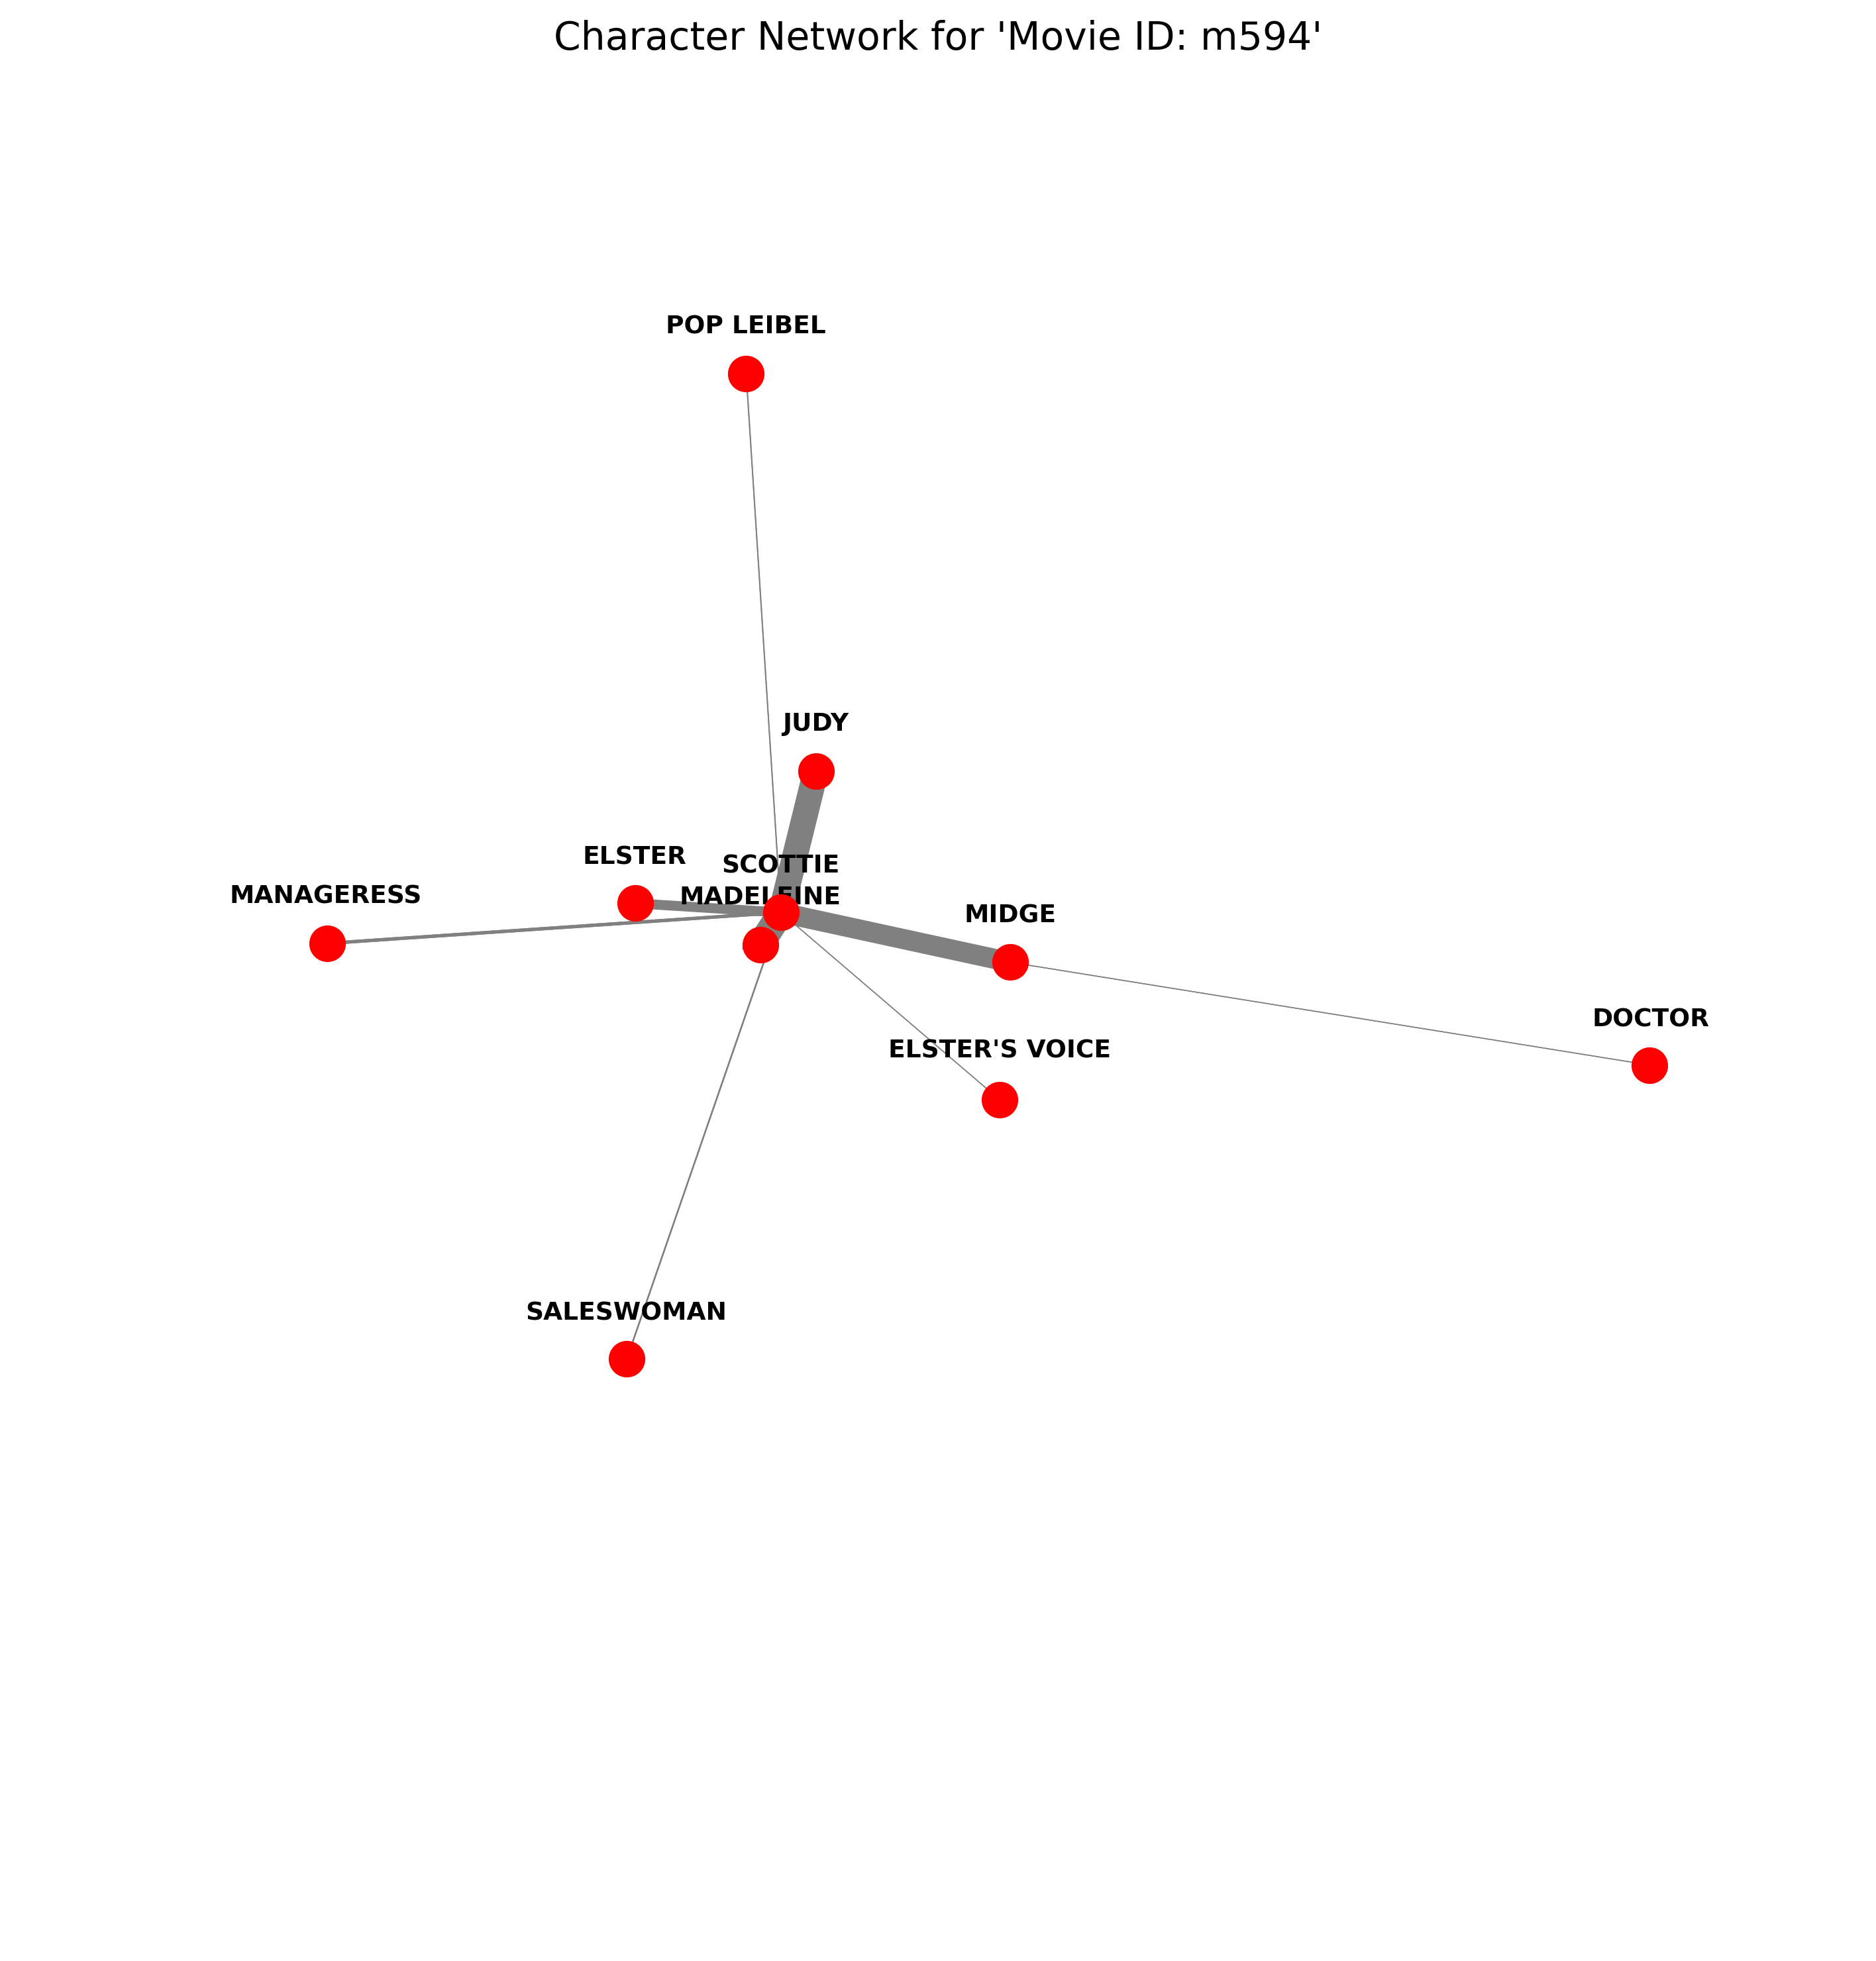 Character Network for 'Movie ID: m594'
POP LEIBEL
JUDY
ELSTER
SCOTTIE
MANAGERESS
MADELEINE
MIDGE
DOCTOR
ELSTER'S VOICE
SALESWOMAN